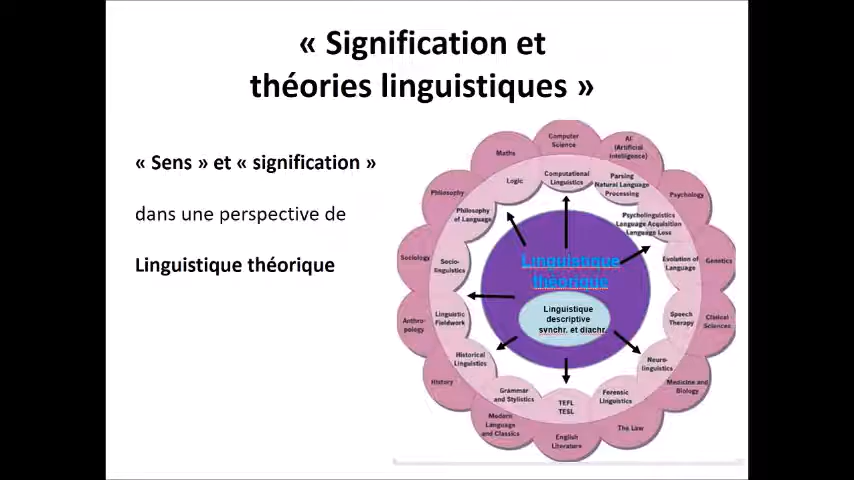 « Signification et
théories linguistiques »
« Sens » et « signification »
dans une perspective de
Linguistique théorique
Computer
Science
Maths
AI
(Artificial
Intelligence)
Logic
Computational
Linguistics
Parsing
Natural Language
Processing
Philosophy
Psychology
Philosophy
of Language
Psycholinguistics
Language Acquisition
Language Loss
Sociology
Socio-
linguistics
Linguistique
théorique
Evolution of
Language
Genetics
Linguistique
descriptive
synchr. et diachr.
Anthro-
pology
Linguistic
Fieldwork
Speech
Therapy
Clinical
Sciences
Historical
Linguistics
Neuro-
linguistics
History
Medicine and
Biology
Grammar
and Stylistics
TEFL
TESL
Forensic
Linguistics
Modern
Language
and Classics
English
Literature
The Law